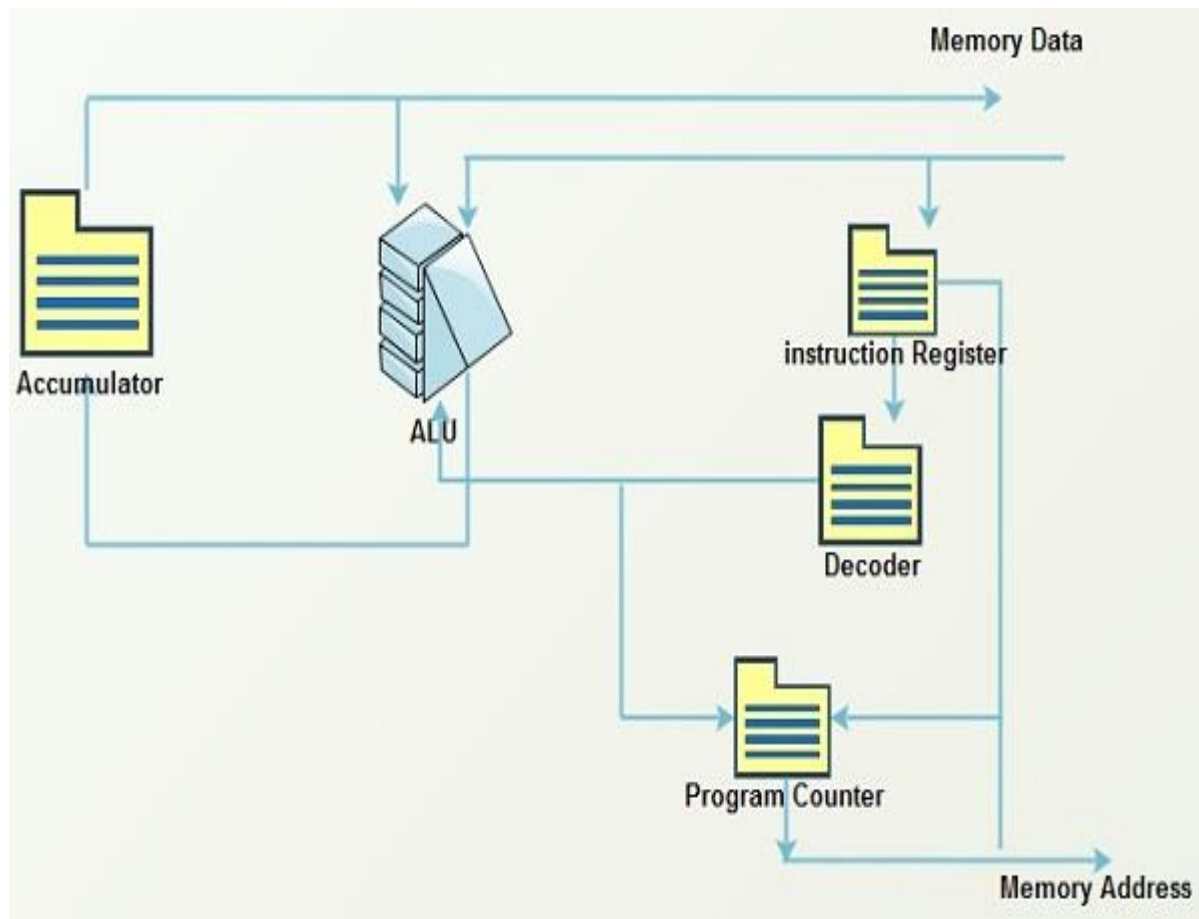 Memory Data
Accumulator
ALU
instruction Register
Decoder
Program Counter
Memory Address